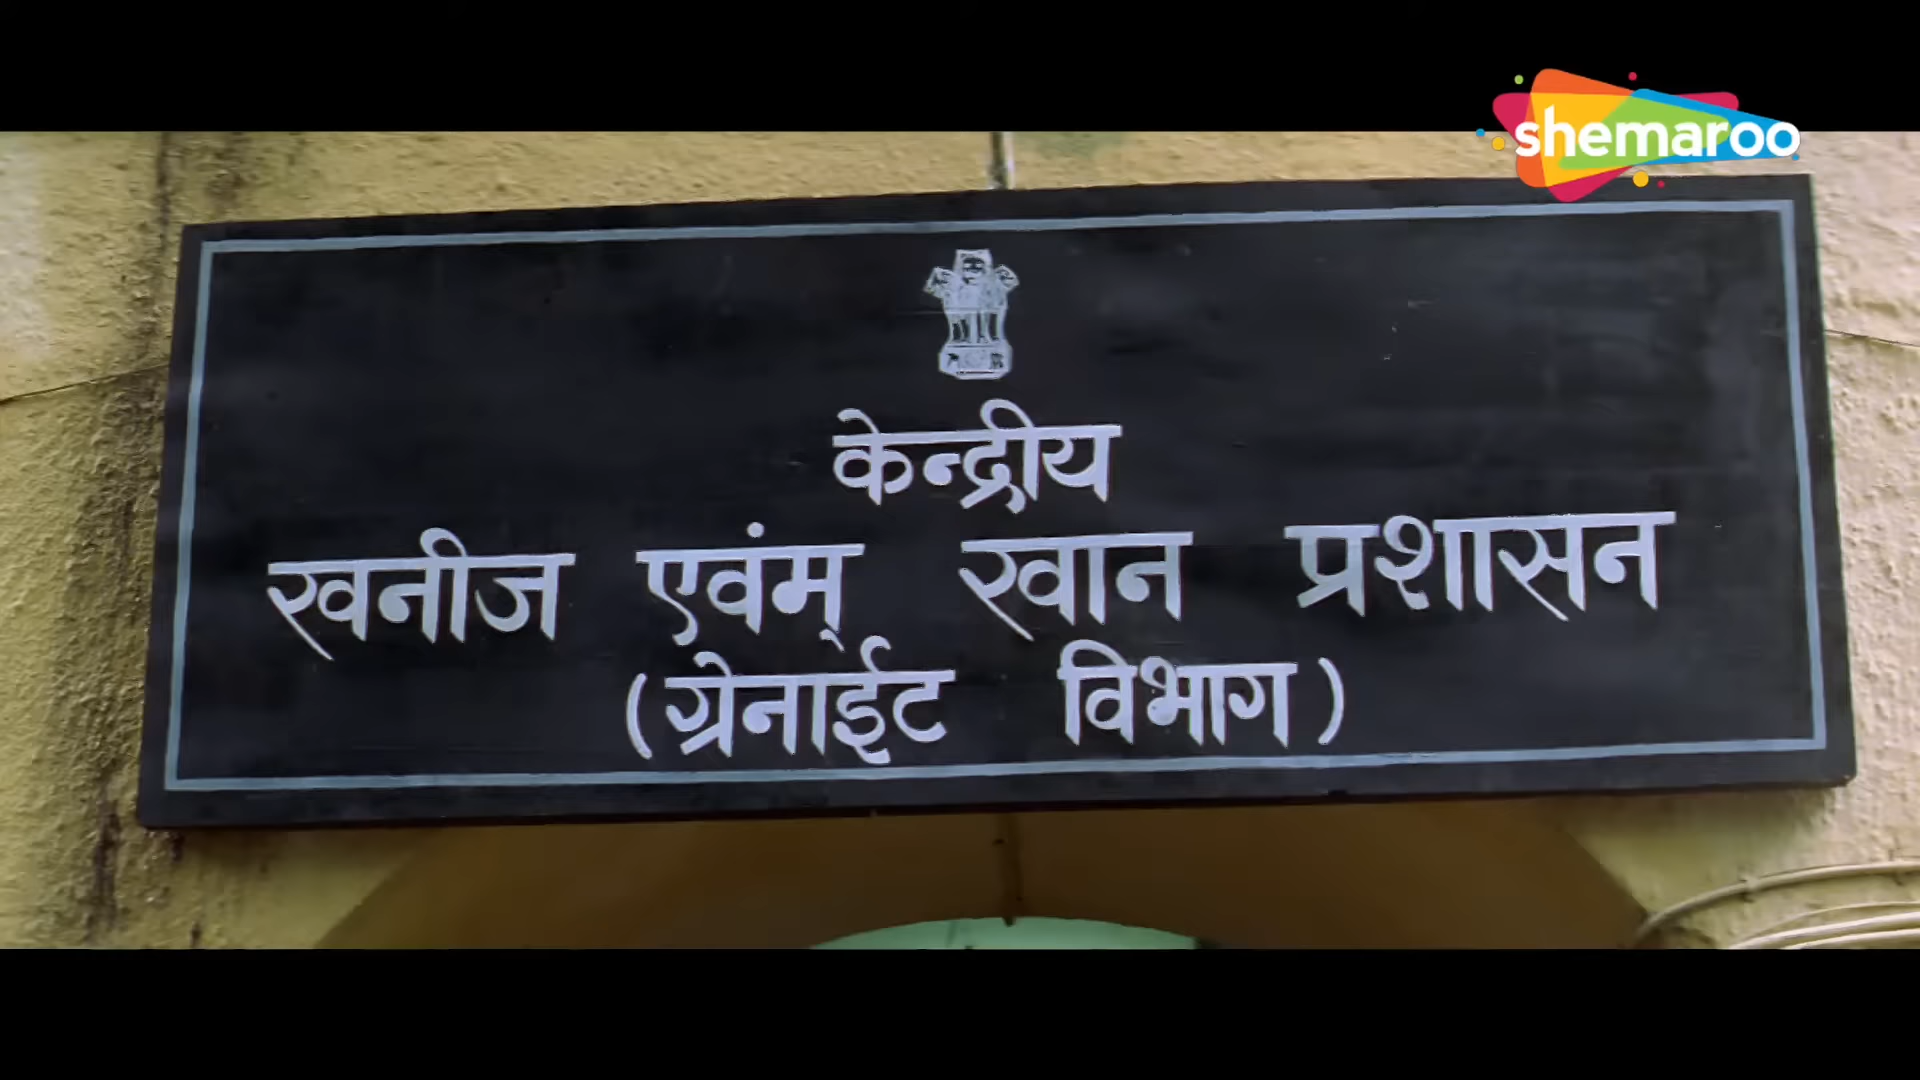 shemaroo
केन्द्रीय
खनीज एवंम् खान प्रशासन
(ग्रेनाईट विभाग)